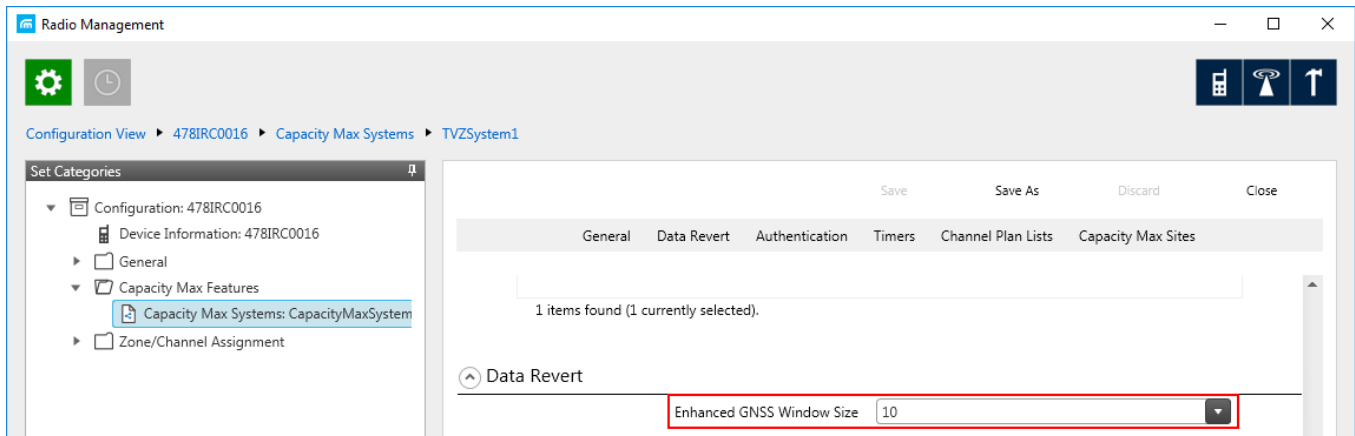 Radio Management
Configuration View 478IRC0016 Capacity Max Systems TVZSystem1
Set Categories
Configuration: 478IRC0016
Device Information: 478IRC0016
General
Capacity Max Features
Capacity Max Systems: CapacityMaxSystem
Zone/Channel Assignment
Save Save As Discard Close
General Data Revert Authentication Timers Channel Plan Lists Capacity Max Sites
1 items found (1 currently selected).
Data Revert
Enhanced GNSS Window Size 10